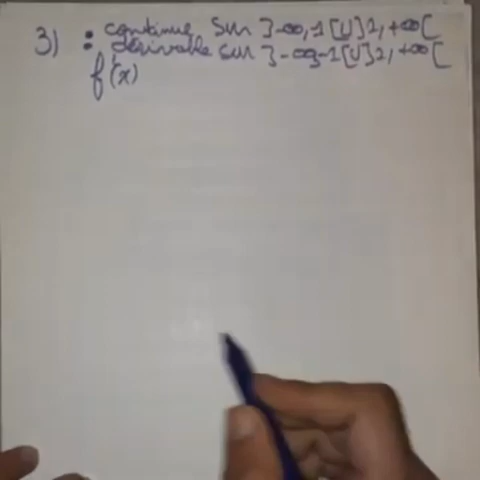 3) : continue sur ]-∞,-1[U]2,+∞[
dérivable sur ]-∞,-1[U]2,+∞[
f'(x)